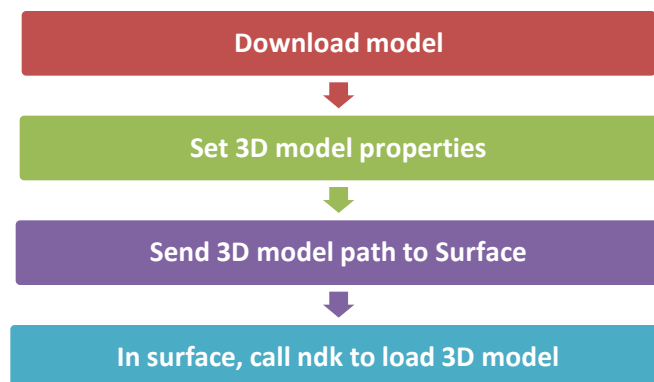 Download model
Set 3D model properties
Send 3D model path to Surface
In surface, call ndk to load 3D model